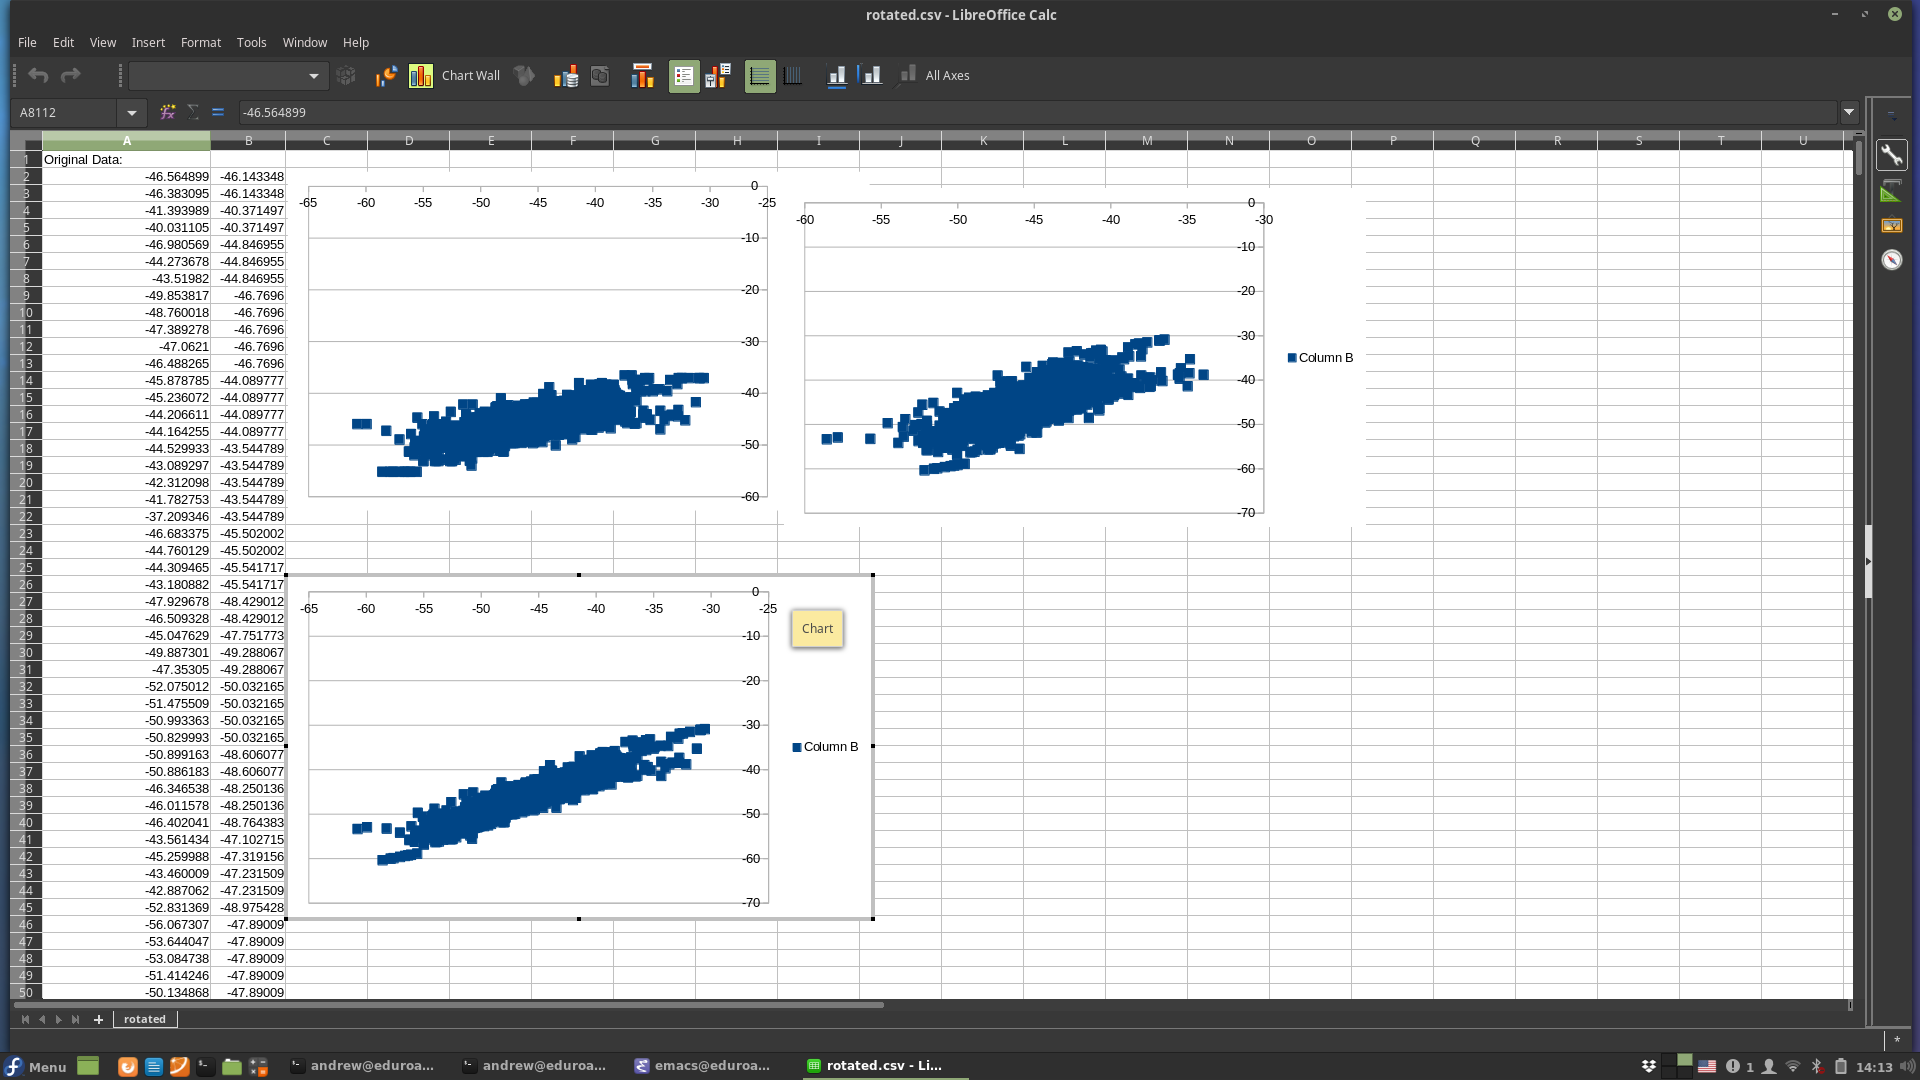 rotated.csv - LibreOffice Calc
File Edit View Insert Format Tools Window Help
Chart Wall All Axes
A8112 -46.564899
A B C D E F G H I J K L M N O P Q R S T U
1 Original Data:
2 -46.564899 -46.143348
3 -46.383095 -46.143348
4 -41.393989 -40.371497
5 -40.031105 -40.371497
6 -46.980569 -44.846955
7 -44.273678 -44.846955
8 -43.51982 -44.846955
9 -49.853817 -46.7696
10 -48.760018 -46.7696
11 -47.389278 -46.7696
12 -47.0621 -46.7696
13 -46.488265 -46.7696
14 -45.878785 -44.089777
15 -45.236072 -44.089777
16 -44.206611 -44.089777
17 -44.164255 -44.089777
18 -44.529933 -43.544789
19 -43.089297 -43.544789
20 -42.312098 -43.544789
21 -41.782753 -43.544789
22 -37.209346 -43.544789
23 -46.683375 -45.502002
24 -44.760129 -45.502002
25 -44.309465 -45.541717
26 -43.180882 -45.541717
27 -47.929678 -48.429012
28 -46.509328 -48.429012
29 -45.047629 -47.751773
30 -49.887301 -49.288067
31 -47.35305 -49.288067
32 -52.075012 -50.032165
33 -51.475509 -50.032165
34 -50.993363 -50.032165
35 -50.829993 -50.032165
36 -50.899163 -48.606077
37 -50.886183 -48.606077
38 -46.346538 -48.250136
39 -46.011578 -48.250136
40 -46.402041 -48.764383
41 -43.561434 -47.102715
42 -45.259988 -47.319156
43 -43.460009 -47.231509
44 -42.887062 -47.231509
45 -52.831369 -48.975428
46 -56.067307 -47.89009
47 -53.644047 -47.89009
48 -53.084738 -47.89009
49 -51.414246 -47.89009
50 -50.134868 -47.89009
0
-65 -60 -55 -50 -45 -40 -35 -30 -25
-10
-20
-30
-40
-50
-60
0
-60 -55 -50 -45 -40 -35 -30
-10
-20
-30
-40
-50
-60
-70
Column B
0
-65 -60 -55 -50 -45 -40 -35 -30 -25
-10
-20
-30
-40
-50
-60
-70
Chart
Column B
rotated
*
Menu andrew@eduroa... andrew@eduroa... emacs@eduroa... rotated.csv - Li... 1 14:13